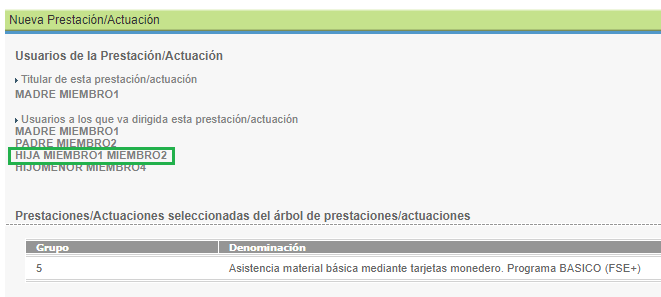 Nueva Prestación/Actuación
Usuarios de la Prestación/Actuación
Titular de esta prestación/actuación
MADRE MIEMBRO1
Usuarios a los que va dirigida esta prestación/actuación
MADRE MIEMBRO1
PADRE MIEMBRO2
HIJA MIEMBRO1 MIEMBRO2
HIJOMENOR MIEMBRO4
Prestaciones/Actuaciones seleccionadas del árbol de prestaciones/actuaciones
Grupo Denominación
5 Asistencia material básica mediante tarjetas monedero. Programa BASICO (FSE+)